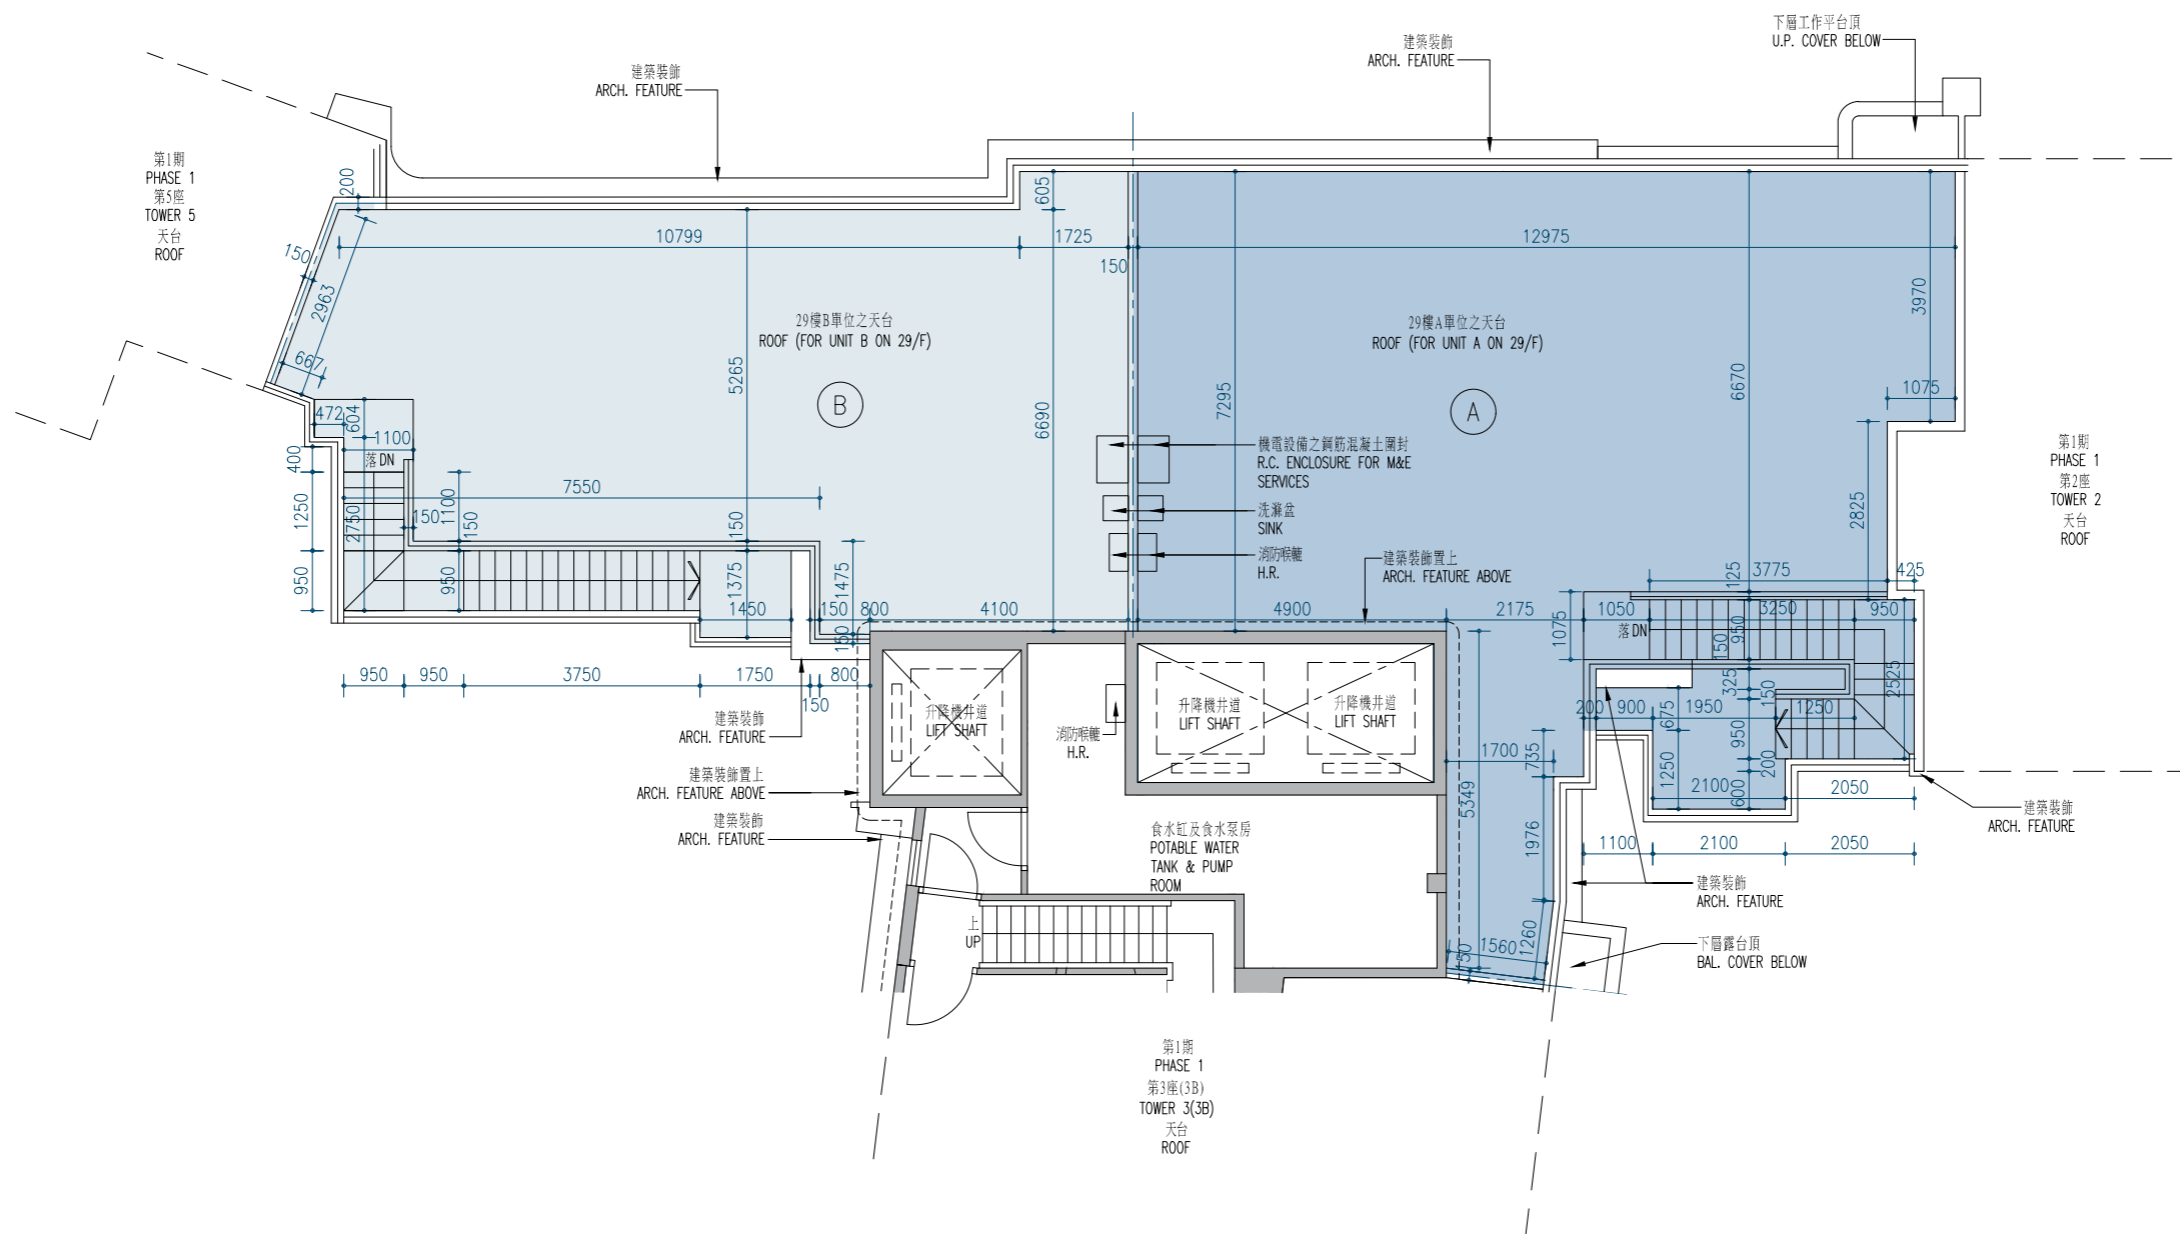 下層工作平台頂
U.P. COVER BELOW
建築裝飾
ARCH. FEATURE
建築裝飾
ARCH. FEATURE
第1期
PHASE 1
第5座
TOWER 5
天台
ROOF
200
605
10799
1725
12975
150
150
2963
667
3970
29樓B單位之天台
ROOF (FOR UNIT B ON 29/F)
29樓A單位之天台
ROOF (FOR UNIT A ON 29/F)
5265
6690
7295
6670
1075
B
A
472
604
1100
落DN
400
機電設備之鋼筋混凝土圍封
R.C. ENCLOSURE FOR M&E
SERVICES
第1期
PHASE 1
第2座
TOWER 2
天台
ROOF
7550
1250
2750
150
1100
150
150
洗滌盆
SINK
2825
消防喉轆
H.R.
建築裝飾置上
ARCH. FEATURE ABOVE
950
950
1375
1475
3775
125
425
1450
150
800
4100
4900
2175
1050
3250
950
1075
150
落DN
150
950
950
950
3750
1750
150
800
325
150
2525
升降機井道
LIFT SHAFT
升降機井道
LIFT SHAFT
升降機井道
LIFT SHAFT
200
900
1950
1250
675
950
建築裝飾
ARCH. FEATURE
消防喉轆
H.R.
1700
735
1250
200
建築裝飾置上
ARCH. FEATURE ABOVE
2100
600
2050
5349
建築裝飾
ARCH. FEATURE
建築裝飾
ARCH. FEATURE
食水缸及食水泵房
POTABLE WATER
TANK & PUMP
ROOM
1976
1100
2100
2050
建築裝飾
ARCH. FEATURE
上
UP
1560
1260
150
下層露台頂
BAL. COVER BELOW
第1期
PHASE 1
第3座(3B)
TOWER 3(3B)
天台
ROOF